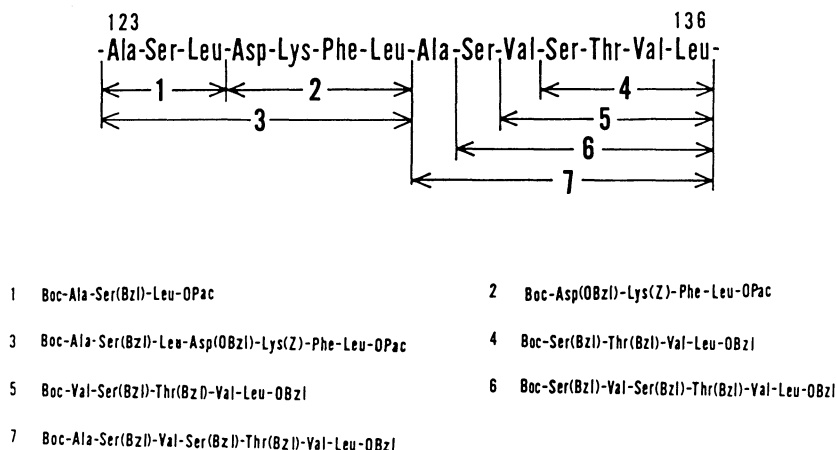 123 136
-Ala-Ser-Leu-Asp-Lys-Phe-Leu-Ala-Ser-Val-Ser-Thr-Val-Leu-
1 2 4
3 5
6
7
1 Boc-Ala-Ser(Bzl)-Leu-OPac
2 Boc-Asp(OBzl)-Lys(Z)-Phe-Leu-OPac
3 Boc-Ala-Ser(Bzl)-Leu-Asp(OBzl)-Lys(Z)-Phe-Leu-OPac
4 Boc-Ser(Bzl)-Thr(Bzl)-Val-Leu-OBzl
5 Boc-Val-Ser(Bzl)-Thr(Bzl)-Val-Leu-OBzl
6 Boc-Ser(Bzl)-Val-Ser(Bzl)-Thr(Bzl)-Val-Leu-OBzl
7 Boc-Ala-Ser(Bzl)-Val-Ser(Bzl)-Thr(Bzl)-Val-Leu-OBzl